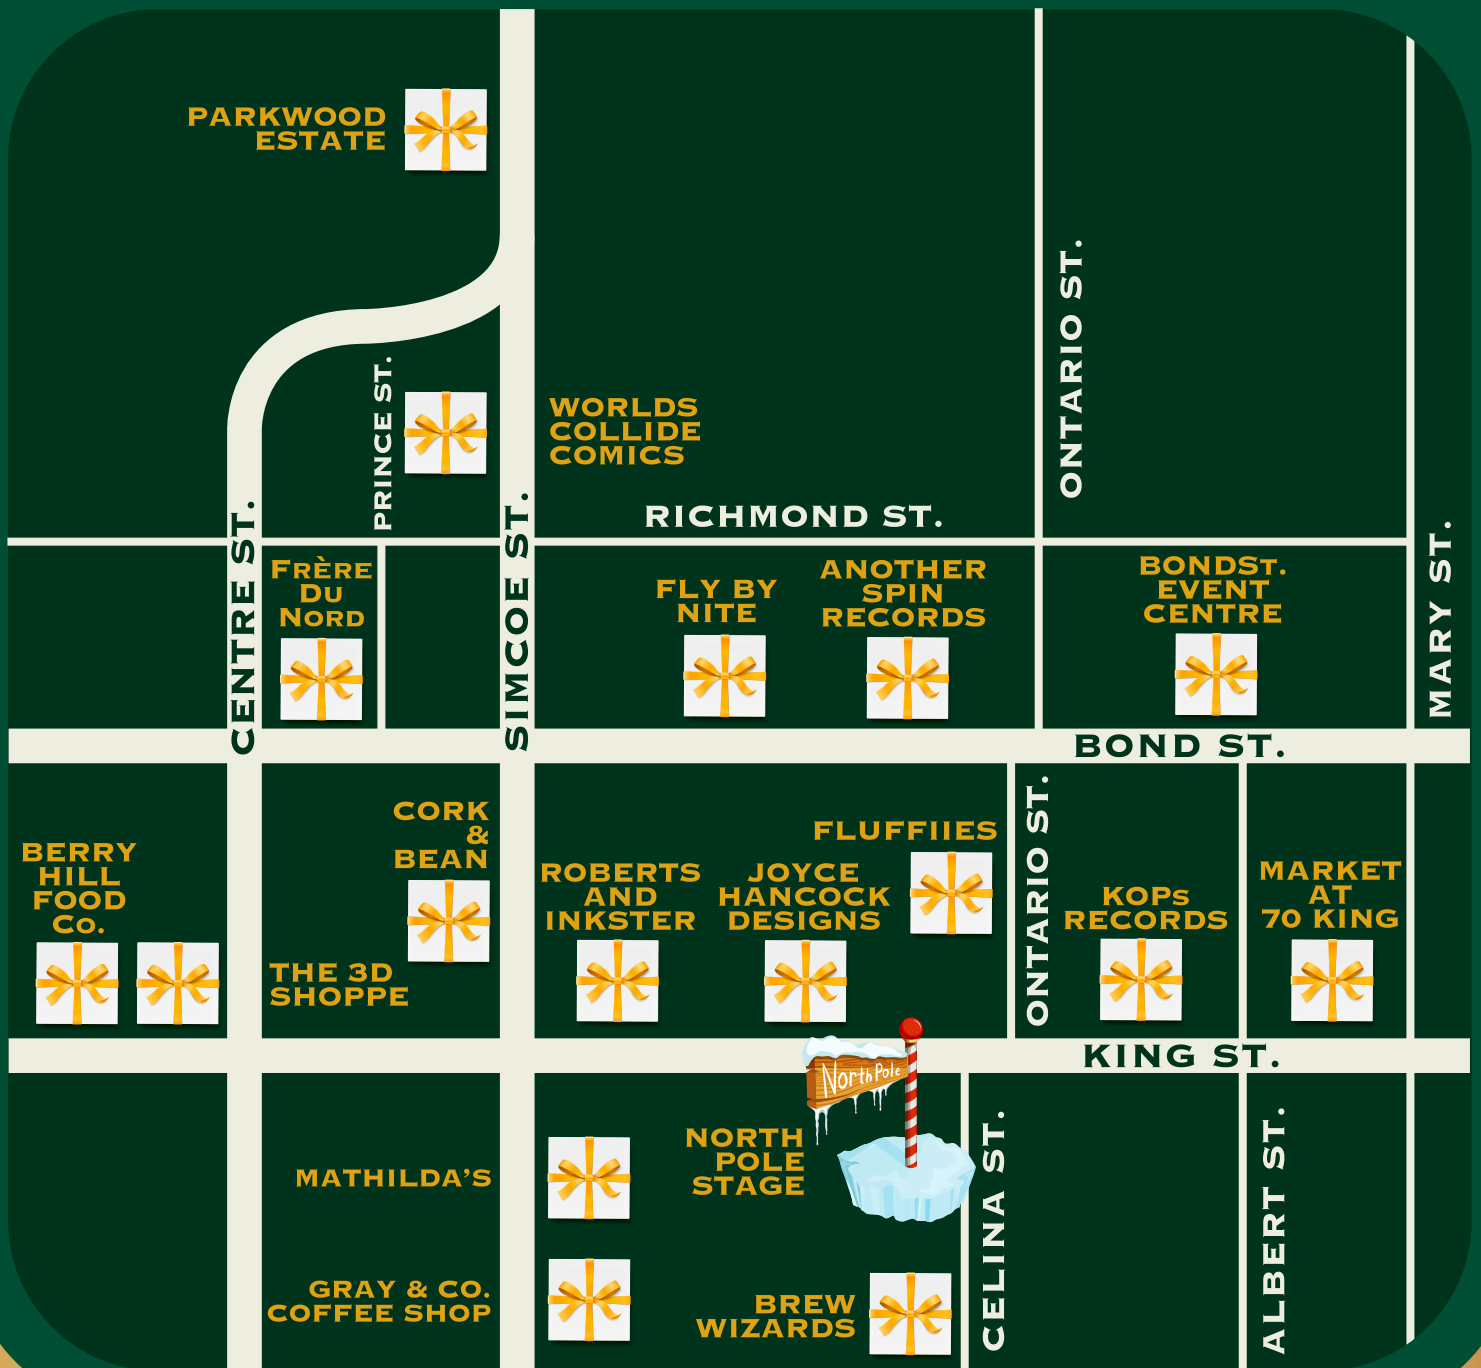 PARKWOOD
ESTATE
ONTARIO ST.
PRINCE ST.
WORLDS
COLLIDE
COMICS
RICHMOND ST.
CENTRE ST.
SIMCOE ST.
MARY ST.
FRÈRE
DU
NORD
FLY BY
NITE
ANOTHER
SPIN
RECORDS
BONDST.
EVENT
CENTRE
BOND ST.
BERRY
HILL
FOOD
CO.
CORK
&
BEAN
THE 3D
SHOPPE
ROBERTS
AND
INKSTER
JOYCE
HANCOCK
DESIGNS
FLUFFIIES
ONTARIO ST.
KOPs
RECORDS
MARKET
AT
70 KING
KING ST.
North Pole
NORTH
POLE
STAGE
MATHILDA'S
GRAY & CO.
COFFEE SHOP
BREW
WIZARDS
CELINA ST.
ALBERT ST.